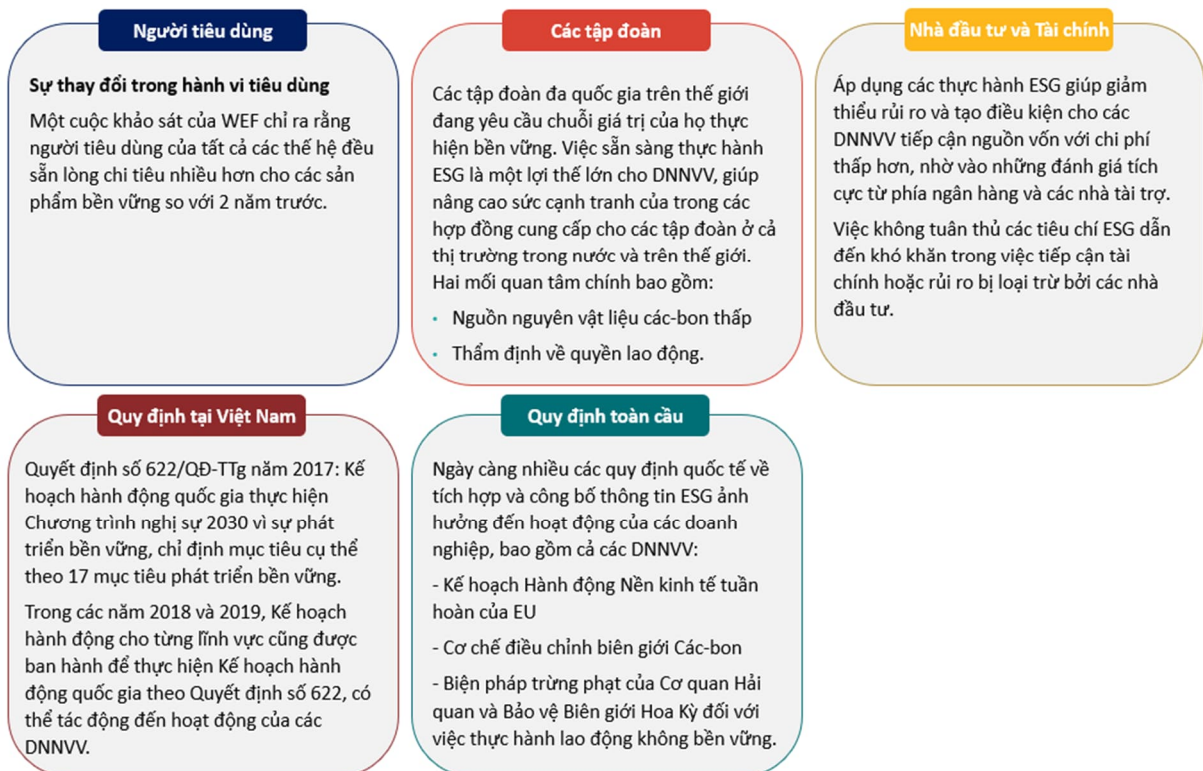 Người tiêu dùng
Sự thay đổi trong hành vi tiêu dùng
Một cuộc khảo sát của WEF chỉ ra rằng
người tiêu dùng của tất cả các thế hệ đều
sẵn lòng chi tiêu nhiều hơn cho các sản
phẩm bền vững so với 2 năm trước.
Các tập đoàn
Các tập đoàn đa quốc gia trên thế giới
đang yêu cầu chuỗi giá trị của họ thực
hiện bền vững. Việc sẵn sàng thực hành
ESG là một lợi thế lớn cho DNNVV, giúp
nâng cao sức cạnh tranh của trong các
hợp đồng cung cấp cho các tập đoàn ở cả
thị trường trong nước và trên thế giới.
Hai mối quan tâm chính bao gồm:
• Nguồn nguyên vật liệu các-bon thấp
• Thẩm định về quyền lao động.
Nhà đầu tư và Tài chính
Áp dụng các thực hành ESG giúp giảm
thiểu rủi ro và tạo điều kiện cho các
DNNVV tiếp cận nguồn vốn với chi phí
thấp hơn, nhờ vào những đánh giá tích
cực từ phía ngân hàng và các nhà tài trợ.
Việc không tuân thủ các tiêu chí ESG dẫn
đến khó khăn trong việc tiếp cận tài
chính hoặc rủi ro bị loại trừ bởi các nhà
đầu tư.
Quy định tại Việt Nam
Quyết định số 622/QĐ-TTg năm 2017: Kế
hoạch hành động quốc gia thực hiện
Chương trình nghị sự 2030 vì sự phát
triển bền vững, chỉ định mục tiêu cụ thể
theo 17 mục tiêu phát triển bền vững.
Trong các năm 2018 và 2019, Kế hoạch
hành động cho từng lĩnh vực cũng được
ban hành để thực hiện Kế hoạch hành
động quốc gia theo Quyết định số 622, có
thể tác động đến hoạt động của các
DNNVV.
Quy định toàn cầu
Ngày càng nhiều các quy định quốc tế về
tích hợp và công bố thông tin ESG ảnh
hưởng đến hoạt động của các doanh
nghiệp, bao gồm cả các DNNVV:
- Kế hoạch Hành động Nền kinh tế tuần
hoàn của EU
- Cơ chế điều chỉnh biên giới Các-bon
- Biện pháp trừng phạt của Cơ quan Hải
quan và Bảo vệ Biên giới Hoa Kỳ đối với
việc thực hành lao động không bền vững.